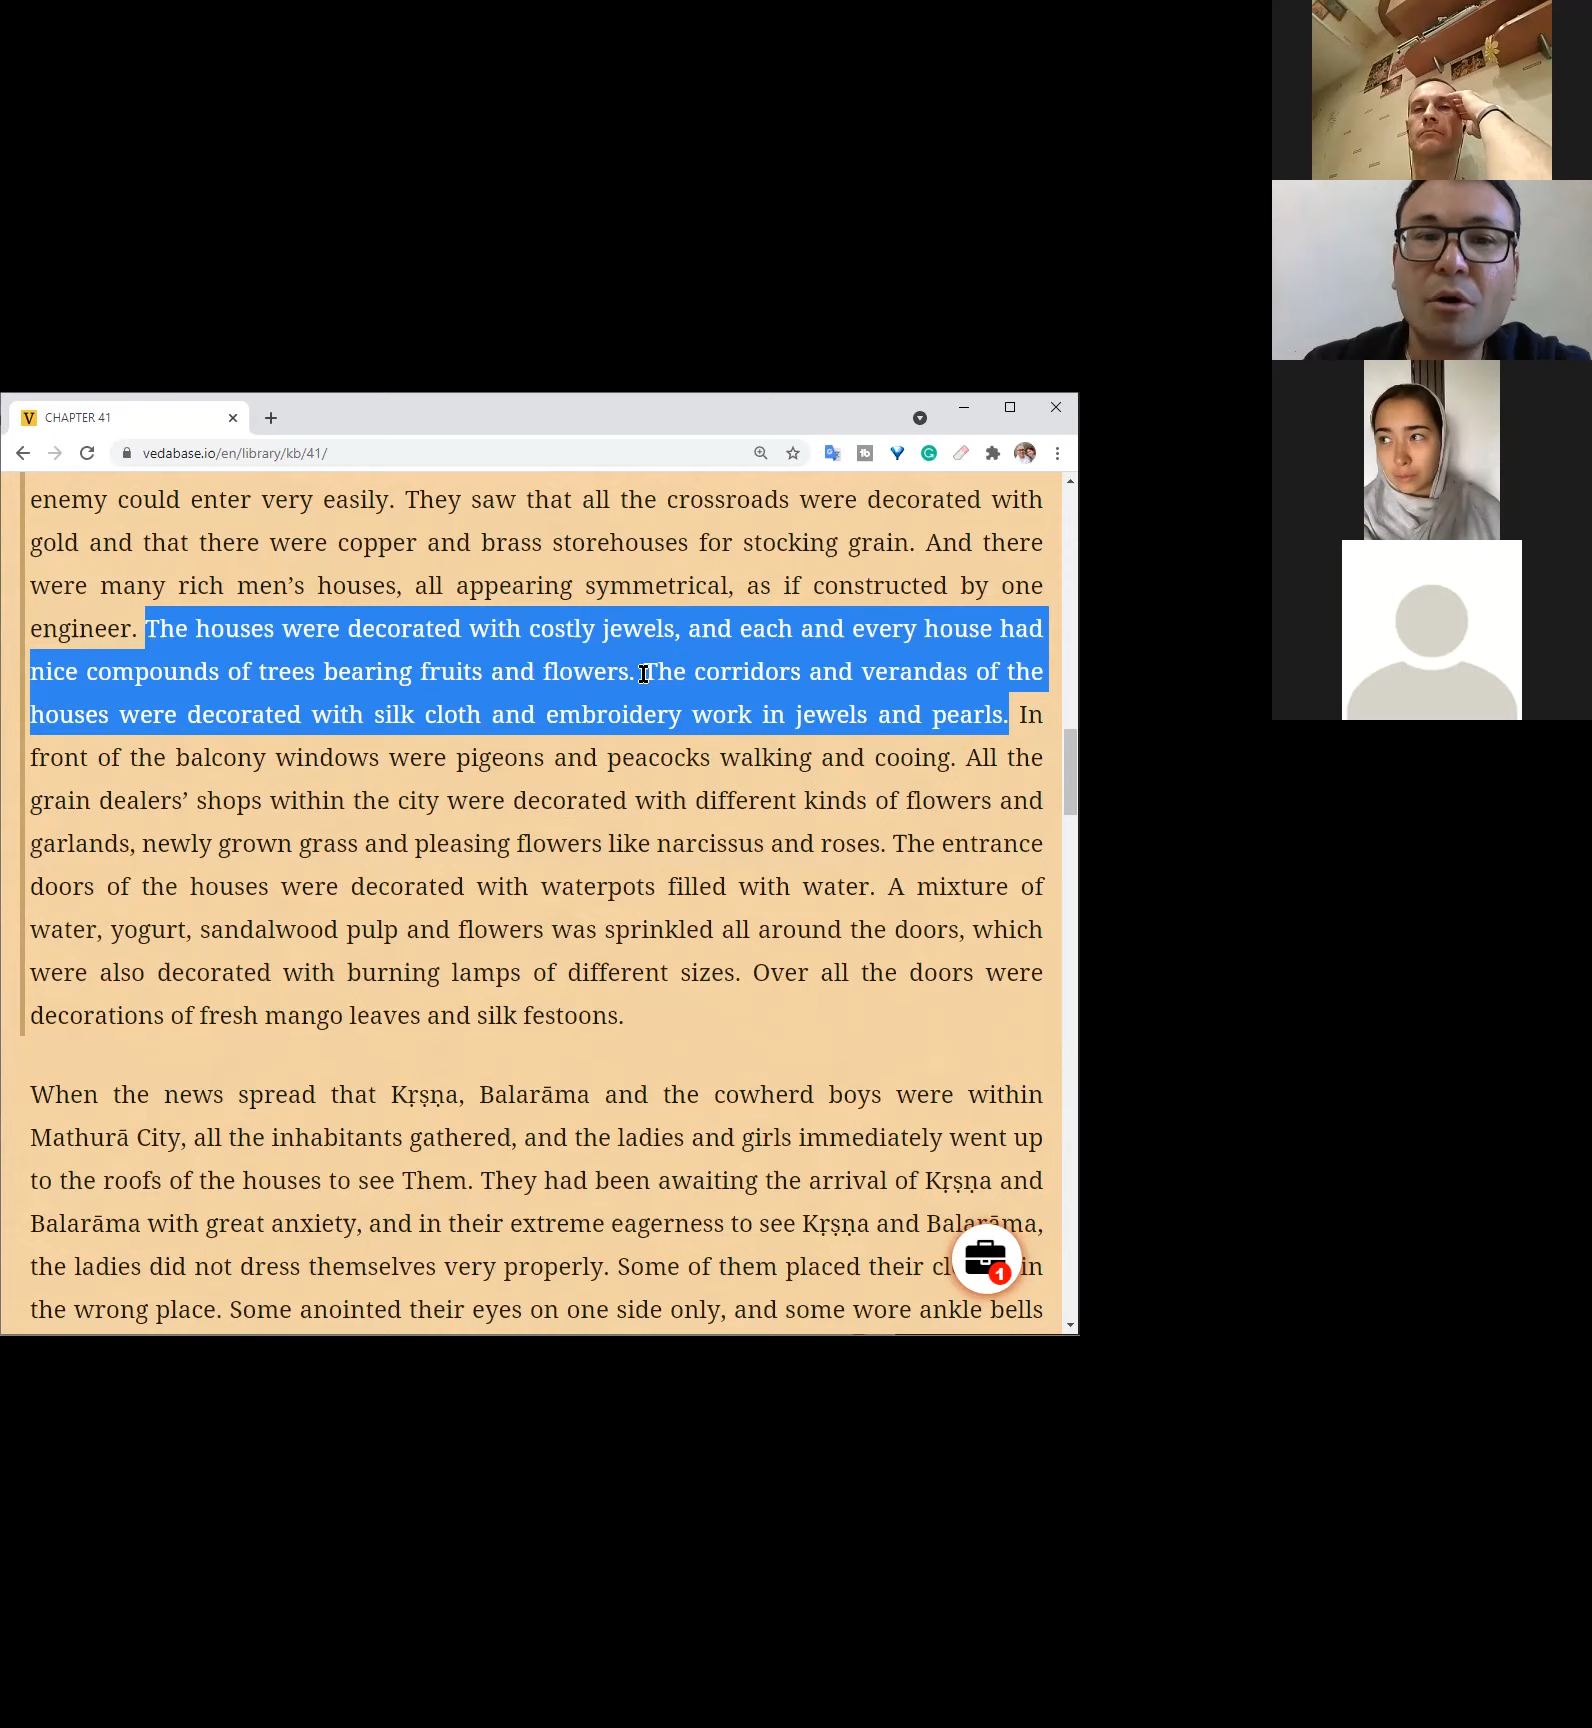 CHAPTER 41
vedabase.io/en/library/kb/41/
enemy could enter very easily. They saw that all the crossroads were decorated with
gold and that there were copper and brass storehouses for stocking grain. And there
were many rich men’s houses, all appearing symmetrical, as if constructed by one
engineer. The houses were decorated with costly jewels, and each and every house had
nice compounds of trees bearing fruits and flowers. The corridors and verandas of the
houses were decorated with silk cloth and embroidery work in jewels and pearls. In
front of the balcony windows were pigeons and peacocks walking and cooing. All the
grain dealers’ shops within the city were decorated with different kinds of flowers and
garlands, newly grown grass and pleasing flowers like narcissus and roses. The entrance
doors of the houses were decorated with waterpots filled with water. A mixture of
water, yogurt, sandalwood pulp and flowers was sprinkled all around the doors, which
were also decorated with burning lamps of different sizes. Over all the doors were
decorations of fresh mango leaves and silk festoons.
When the news spread that Kṛṣṇa, Balarāma and the cowherd boys were within
Mathurā City, all the inhabitants gathered, and the ladies and girls immediately went up
to the roofs of the houses to see Them. They had been awaiting the arrival of Kṛṣṇa and
Balarāma with great anxiety, and in their extreme eagerness to see Kṛṣṇa and Balarāma,
the ladies did not dress themselves very properly. Some of them placed their cl in
the wrong place. Some anointed their eyes on one side only, and some wore ankle bells
1